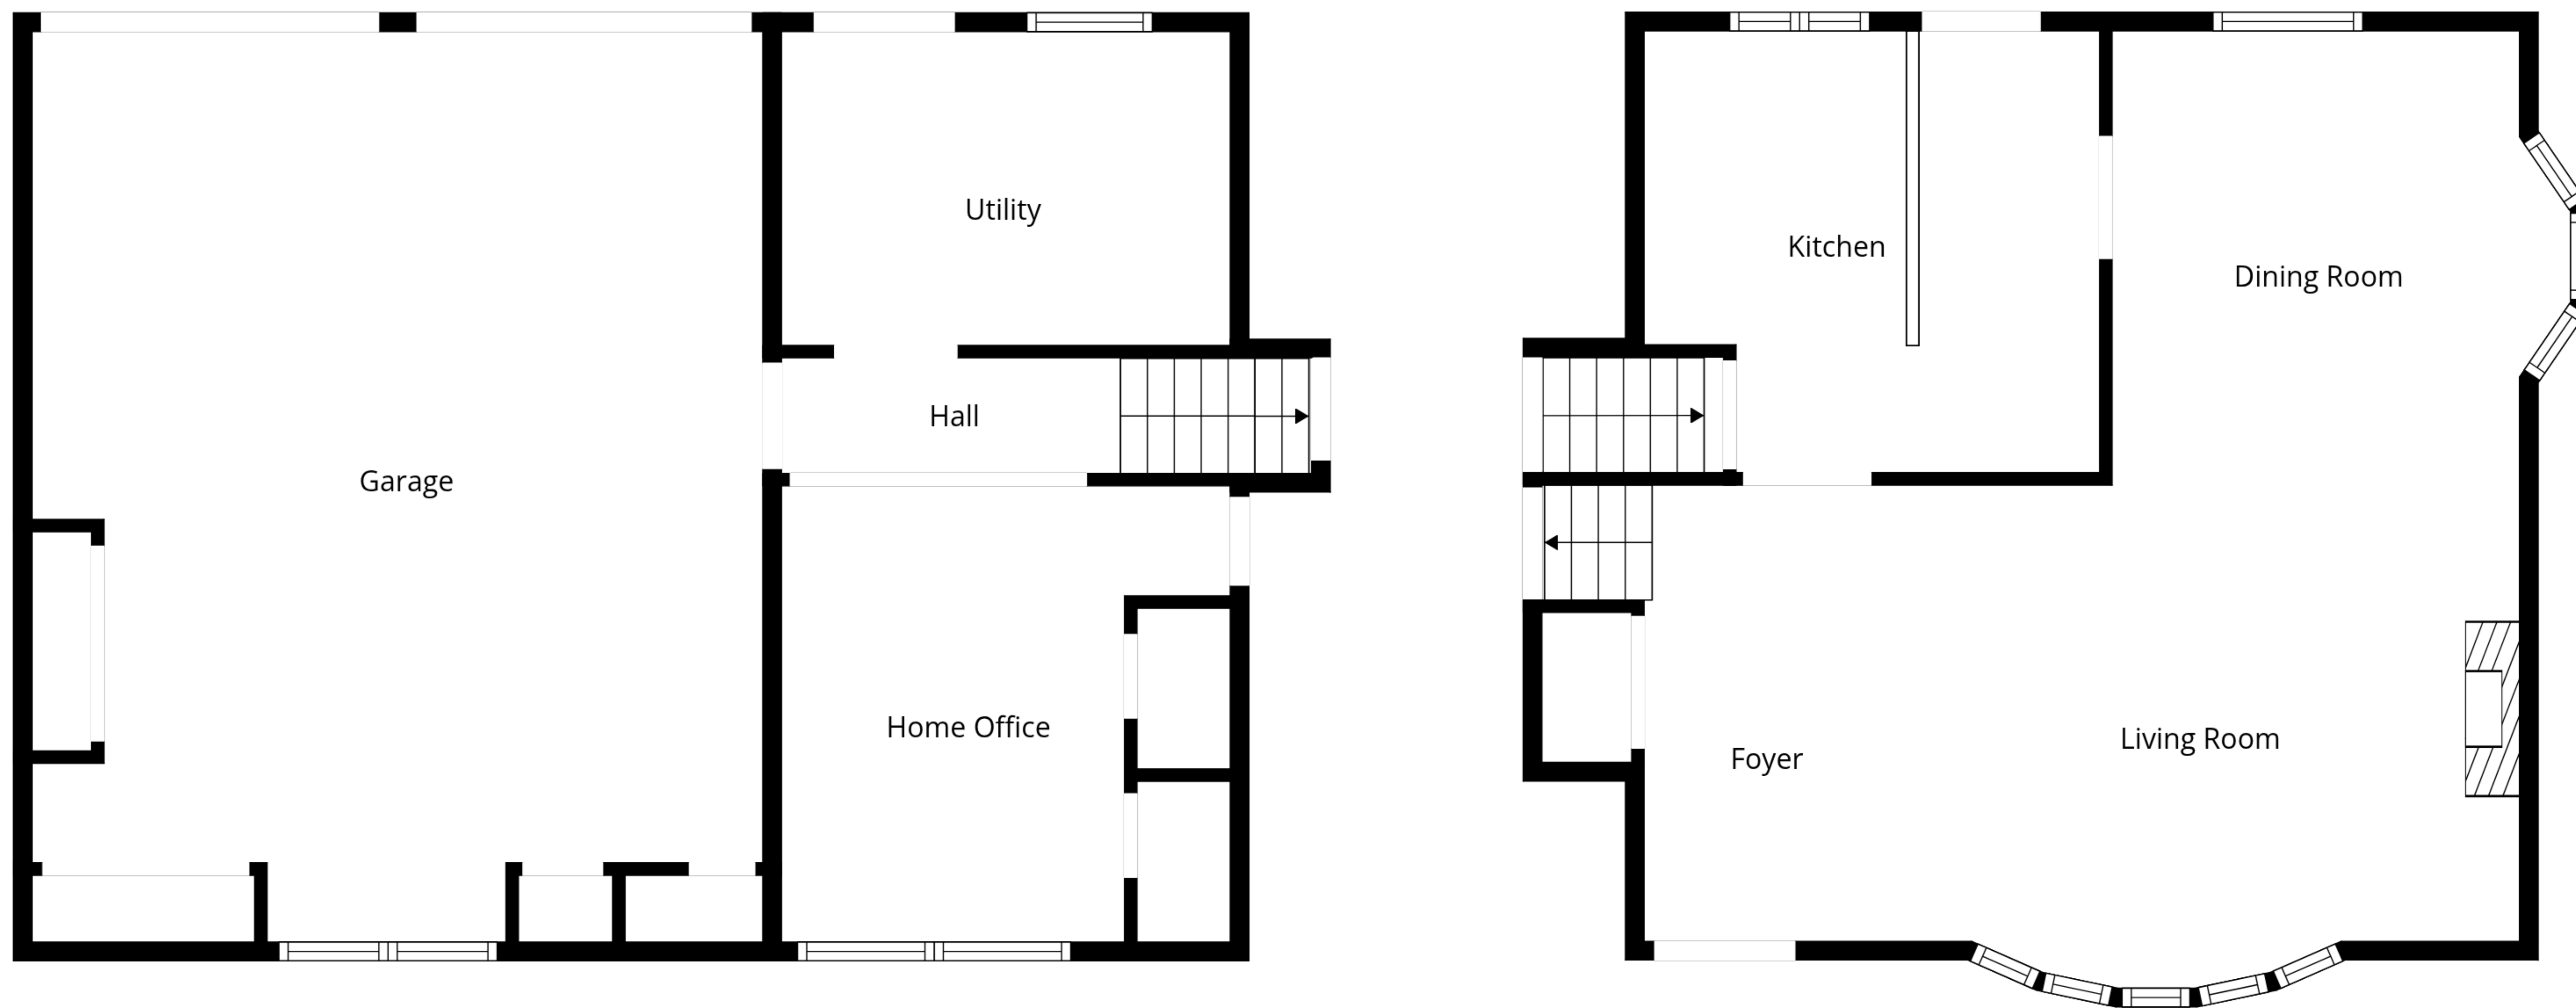 Utility
Kitchen
Dining Room
Hall
Garage
Home Office
Living Room
Foyer